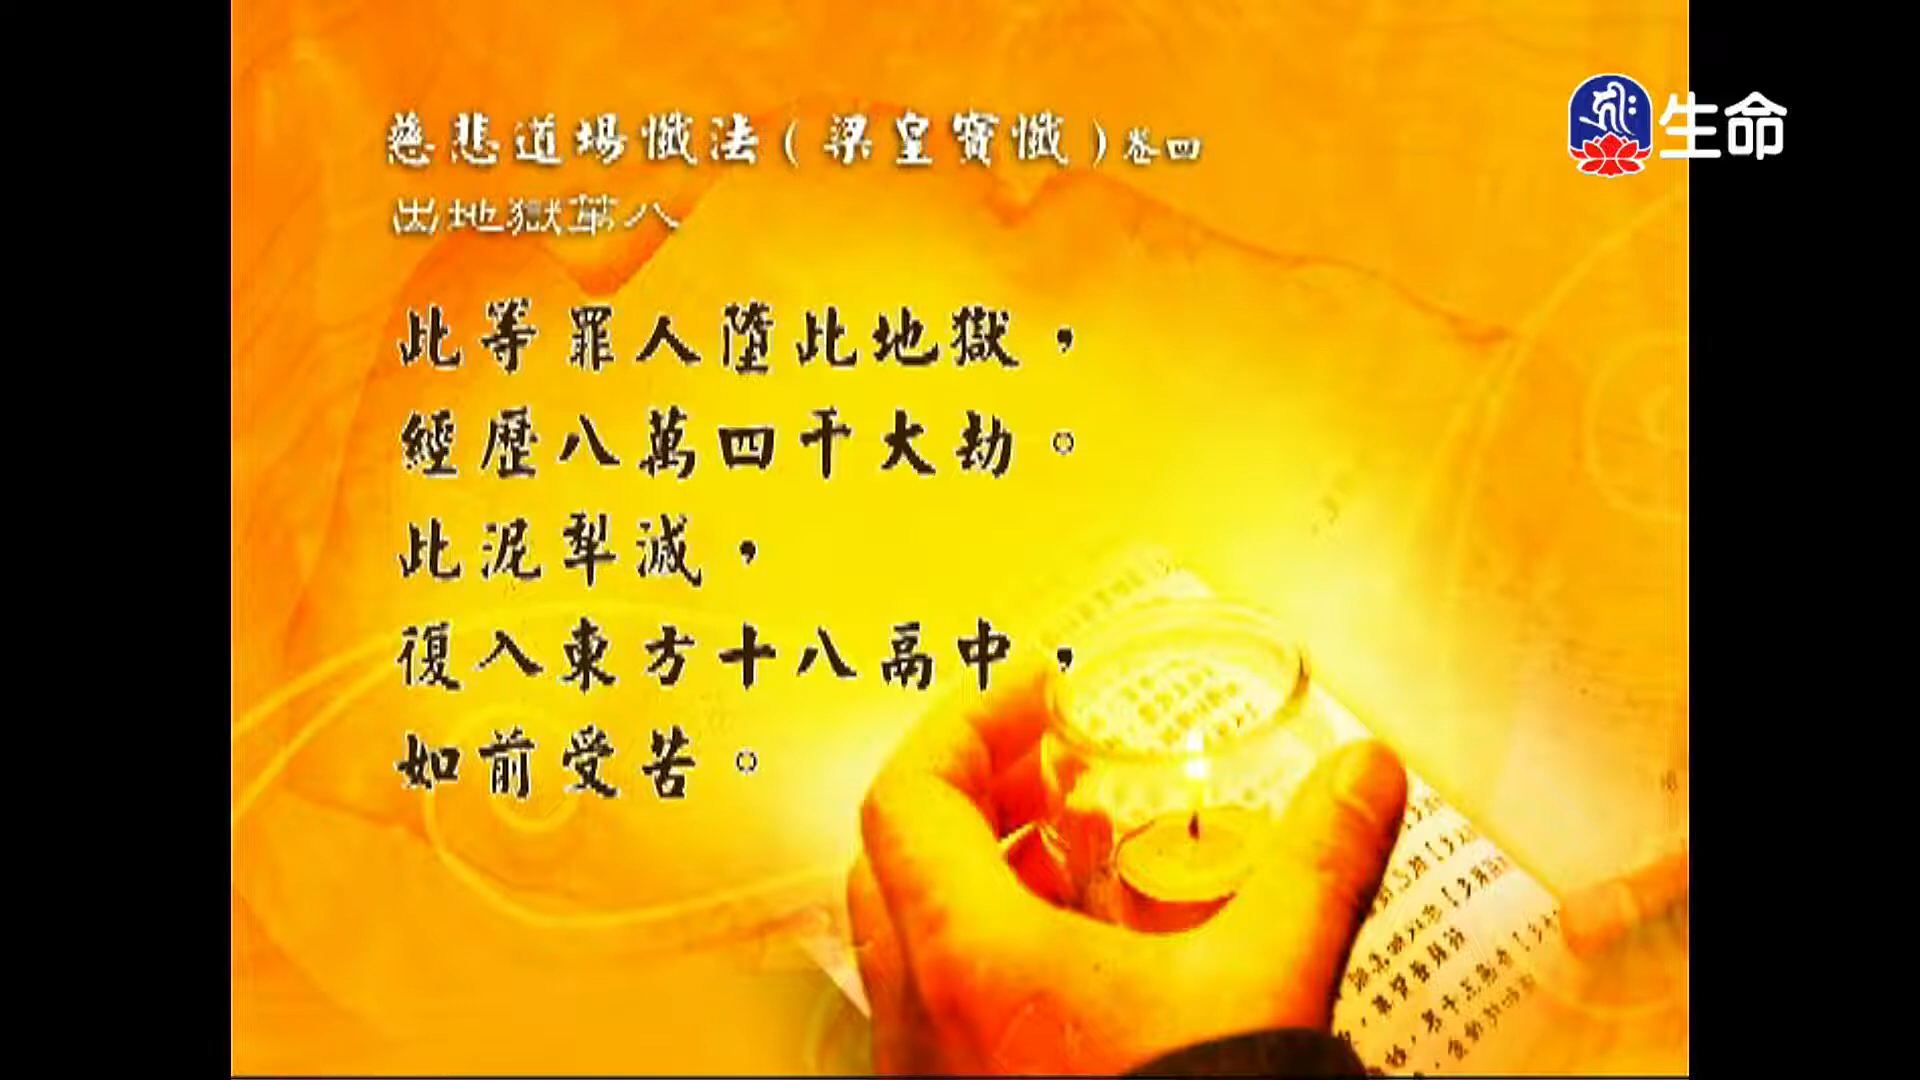 慈悲道場懺法(梁皇寶懺)卷四
出地獄第八
生命
此等罪人墮此地獄，
經歷八萬四千大劫。
此泥犁滅，
復入東方十八鬲中，
如前受苦。